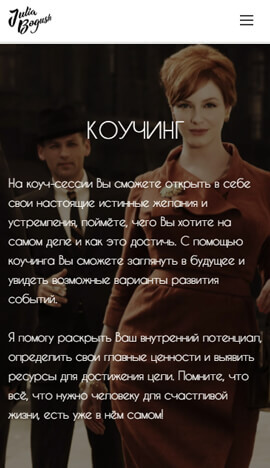 Julia
Bogush
КОУЧИНГ
На коуч-сессии Вы сможете открыть в себе
свои настоящие истинные желания и
устремления, поймёте, чего Вы хотите на
самом деле и как это достичь. С помощью
коучинга Вы сможете заглянуть в будущее и
увидеть возможные варианты развития
событий.
Я помогу раскрыть Ваш внутренний потенциал,
определить свои главные ценности и выявить
ресурсы для достижения цели. Помните, что
всё, что нужно человеку для счастливой
жизни, есть уже в нём самом!